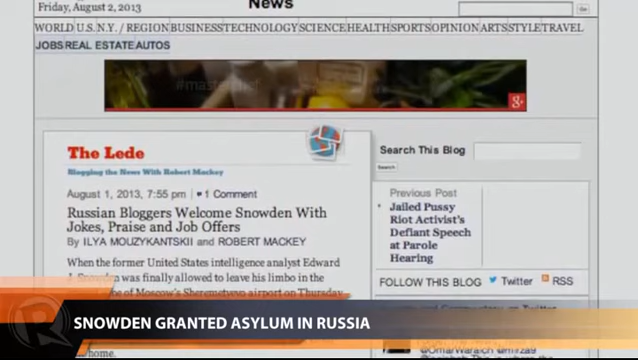 News
Friday, August 2, 2013
WORLD U.S. N.Y. / REGION BUSINESS TECHNOLOGY SCIENCE HEALTH SPORTS OPINION ARTS STYLE TRAVEL
JOBS REAL ESTATE AUTOS
#masterchef
g+
The Lede
Blogging the News With Robert Mackey
August 1, 2013, 7:55 pm 1 Comment
Russian Bloggers Welcome Snowden With
Jokes, Praise and Job Offers
By ILYA MOUZYKANTSKII and ROBERT MACKEY
When the former United States intelligence analyst Edward
J. Snowden was finally allowed to leave his limbo in the
of Moscow's Sheremetyevo airport on Thursday
home.
Search This Blog
Search
Previous Post
Jailed Pussy
Riot Activist's
Defiant Speech
at Parole
Hearing
FOLLOW THIS BLOG Twitter RSS
on Twitter
R
SNOWDEN GRANTED ASYLUM IN RUSSIA